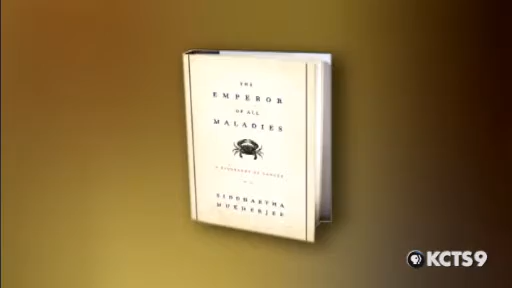 THE
EMPEROR
OF ALL
MALADIES
A BIOGRAPHY OF CANCER
SIDDHARTHA
MUKHERJEE
KCTS9